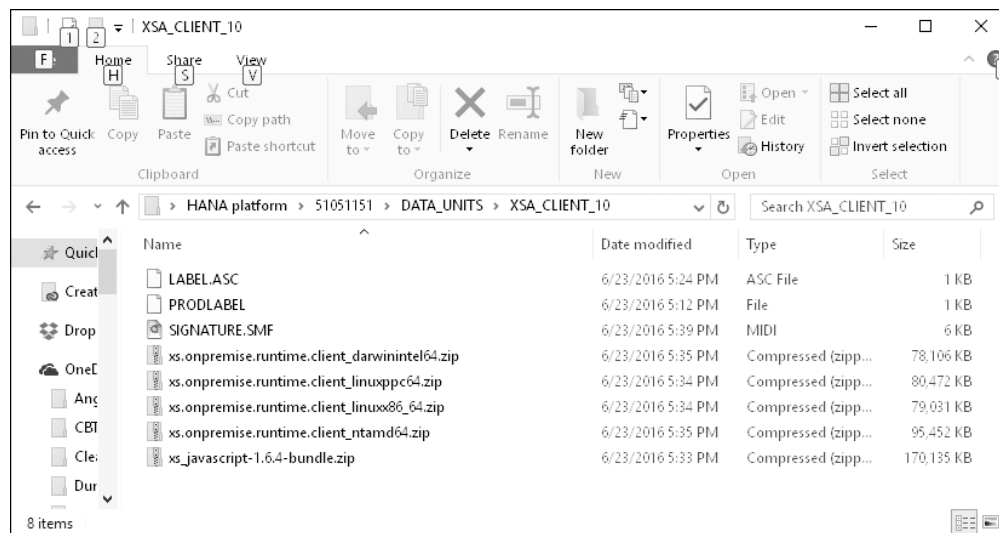 1 2 XSA_CLIENT_10
F Home Share View
H S V
Pin to Quick access
Copy
Paste
Cut
Copy path
Paste shortcut
Move to
Copy to
Delete
Rename
New folder
Properties
Open
Edit
History
Select all
Select none
Invert selection
Clipboard Organize New Open Select
HANA platform > 51051151 > DATA_UNITS > XSA_CLIENT_10 Search XSA_CLIENT_10
Quicl
Creat
Drop
OneD
Ang
CBT
Clea
Dur
Name Date modified Type Size
LABEL.ASC 6/23/2016 5:24 PM ASC File 1 KB
PRODLABEL 6/23/2016 5:12 PM File 1 KB
SIGNATURE.SMF 6/23/2016 5:39 PM MIDI 6 KB
xs.onpremise.runtime.client_darwinintel64.zip 6/23/2016 5:35 PM Compressed (zipp... 78,106 KB
xs.onpremise.runtime.client_linuxppc64.zip 6/23/2016 5:34 PM Compressed (zipp... 80,472 KB
xs.onpremise.runtime.client_linuxx86_64.zip 6/23/2016 5:34 PM Compressed (zipp... 79,031 KB
xs.onpremise.runtime.client_ntamd64.zip 6/23/2016 5:35 PM Compressed (zipp... 95,452 KB
xs_javascript-1.6.4-bundle.zip 6/23/2016 5:33 PM Compressed (zipp... 170,135 KB
8 items